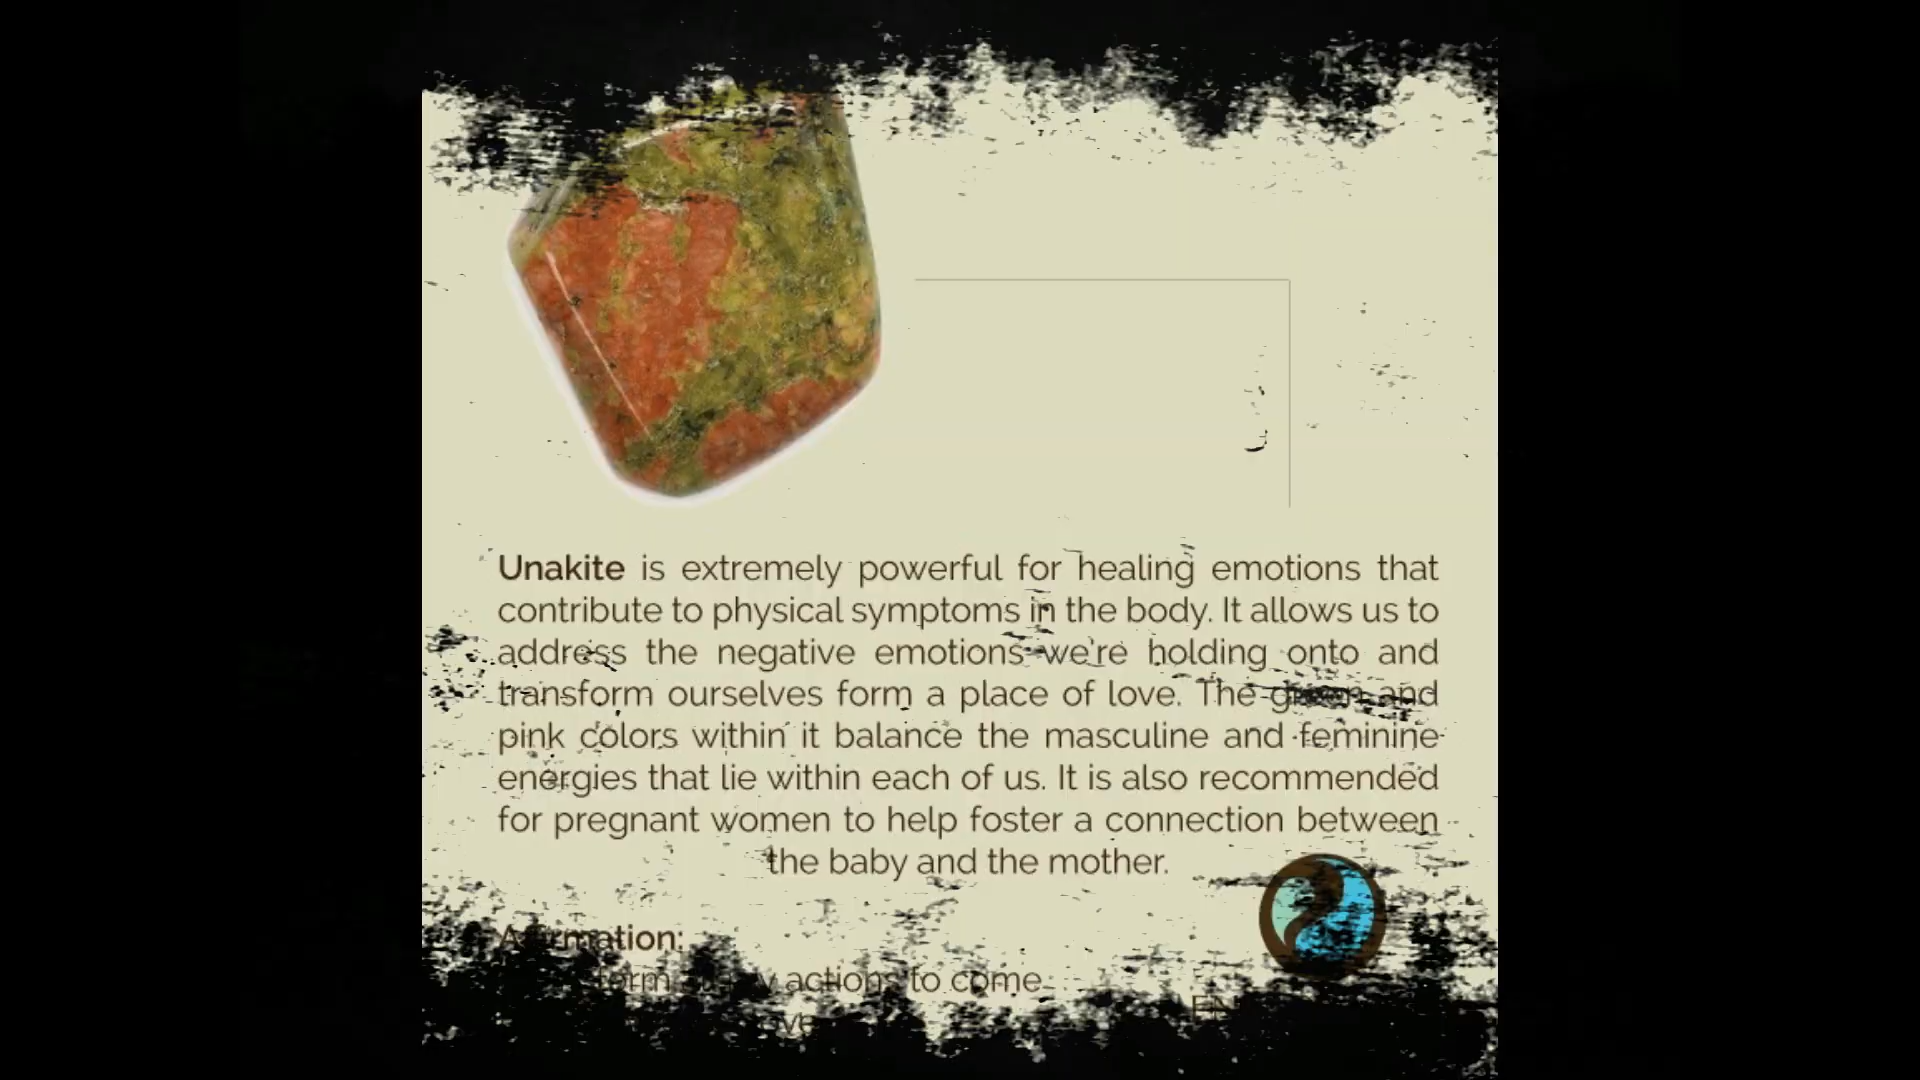 Unakite is extremely powerful for healing emotions that
contribute to physical symptoms in the body. It allows us to
address the negative emotions we're holding onto and
transform ourselves form a place of love. The green and
pink colors within it balance the masculine and feminine
energies that lie within each of us. It is also recommended
for pregnant women to help foster a connection between
the baby and the mother.
Affirmation:
actions to come